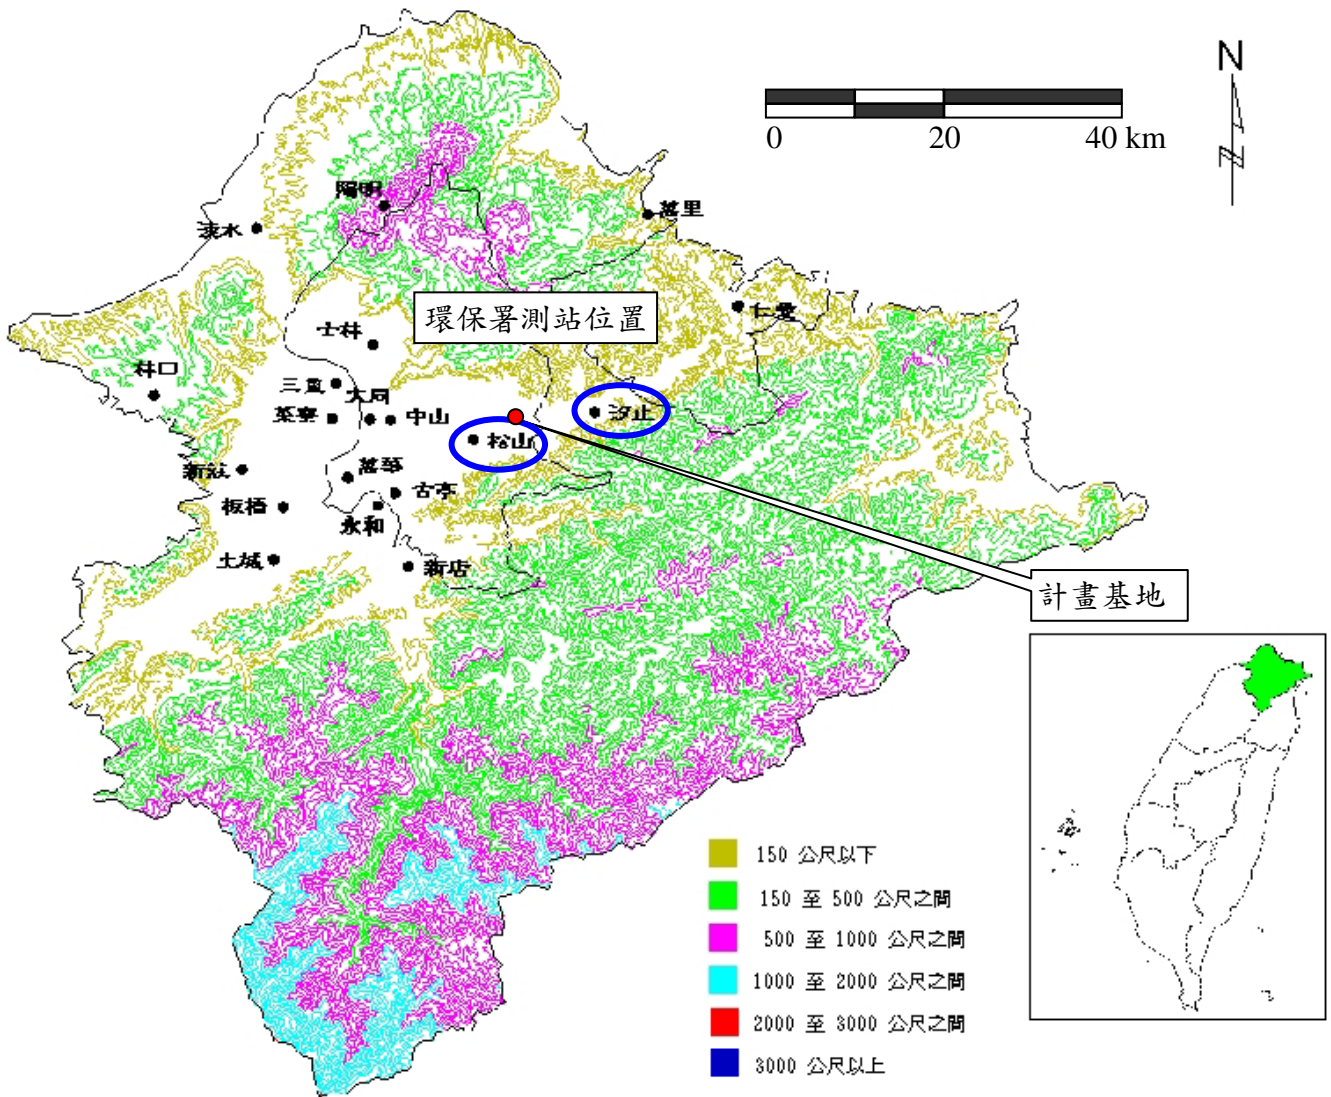 N
0 20 40 km
陽明
萬里
淡水
仁愛
環保署測站位置
士林
林口
三重
大同
菜寮
中山
汐止
松山
新莊
萬華
古亭
板橋
永和
土城
新店
計畫基地
150 公尺以下
150 至 500 公尺之間
500 至 1000 公尺之間
1000 至 2000 公尺之間
2000 至 3000 公尺之間
3000 公尺以上